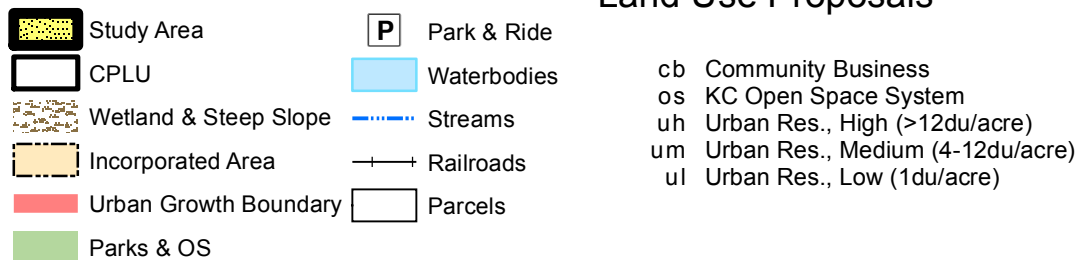 Land Use Proposals
Study Area
CPLU
Wetland & Steep Slope
Incorporated Area
Urban Growth Boundary
Parks & OS
P Park & Ride
Waterbodies
Streams
Railroads
Parcels
cb Community Business
os KC Open Space System
uh Urban Res., High (>12du/acre)
um Urban Res., Medium (4-12du/acre)
ul Urban Res., Low (1du/acre)